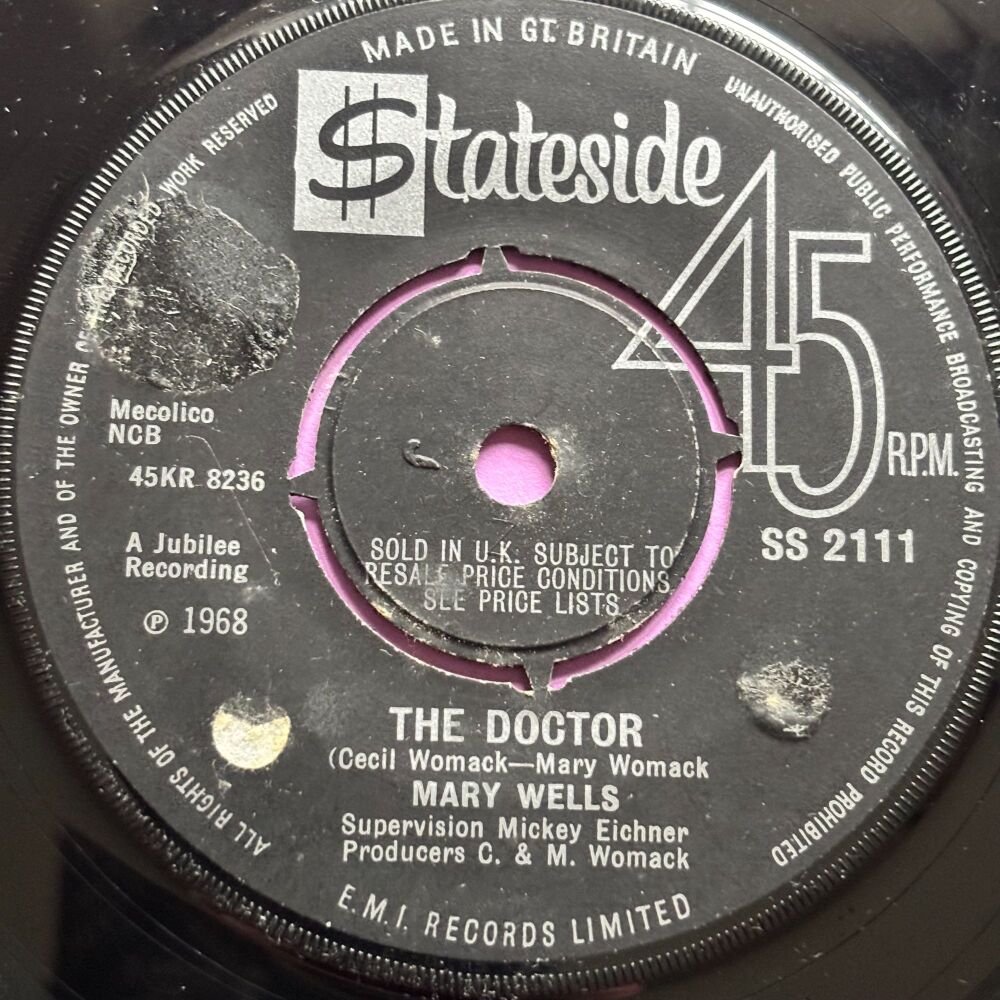 MADE IN GT. BRITAIN
$tateside
45
R.P.M.
UNAUTHORISED PUBLIC PERFORMANCE BROADCASTING AND COPYING OF THIS RECORD PROHIBITED
ALL RIGHTS OF THE MANUFACTURER AND OF THE OWNER OF THE RECORDED WORK RESERVED
Mecolico
NCB
45KR 8236
A Jubilee
Recording
℗ 1968
SS 2111
SOLD IN U.K. SUBJECT TO
RESALE PRICE CONDITIONS,
SEE PRICE LISTS
THE DOCTOR
(Cecil Womack—Mary Womack
MARY WELLS
Supervision Mickey Eichner
Producers C. & M. Womack
E.M.I. RECORDS LIMITED